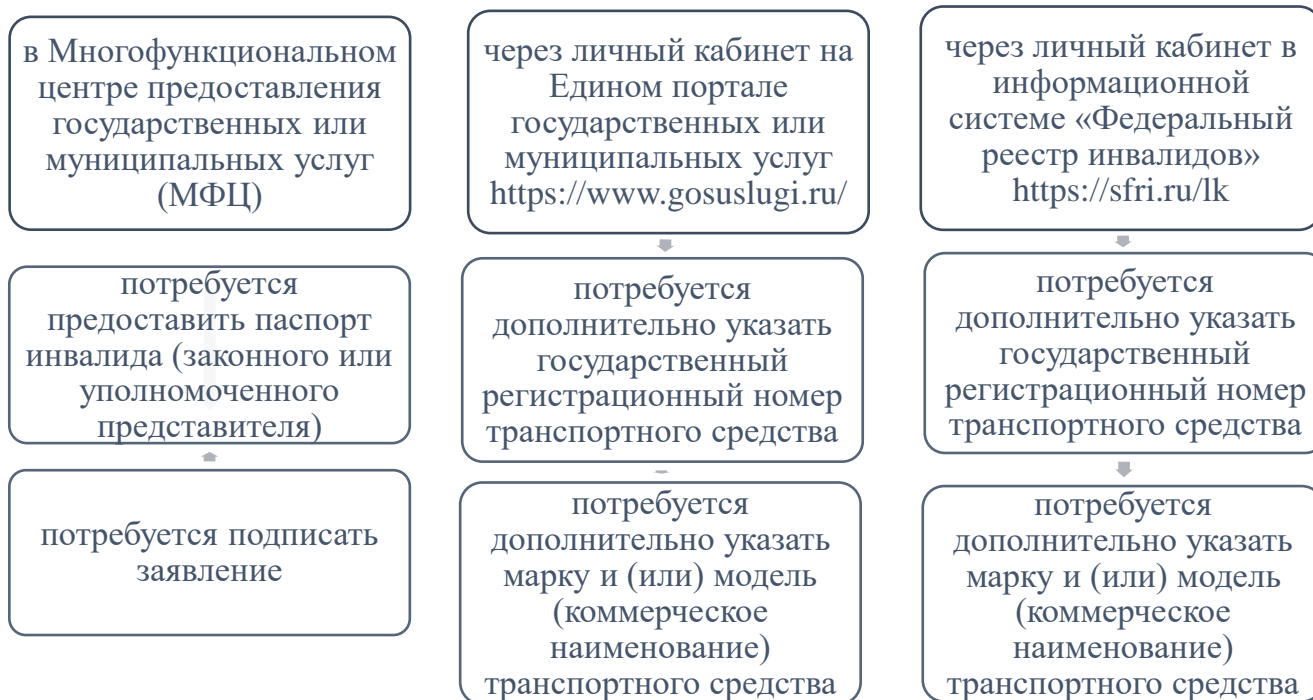 в Многофункциональном
центре предоставления
государственных или
муниципальных услуг
(МФЦ)
потребуется
предоставить паспорт
инвалида (законного или
уполномоченного
представителя)
потребуется подписать
заявление
через личный кабинет на
Едином портале
государственных или
муниципальных услуг
https://www.gosuslugi.ru/
потребуется
дополнительно указать
государственный
регистрационный номер
транспортного средства
потребуется
дополнительно указать
марку и (или) модель
(коммерческое
наименование)
транспортного средства
через личный кабинет в
информационной
системе «Федеральный
реестр инвалидов»
https://sfri.ru/lk
потребуется
дополнительно указать
государственный
регистрационный номер
транспортного средства
потребуется
дополнительно указать
марку и (или) модель
(коммерческое
наименование)
транспортного средства